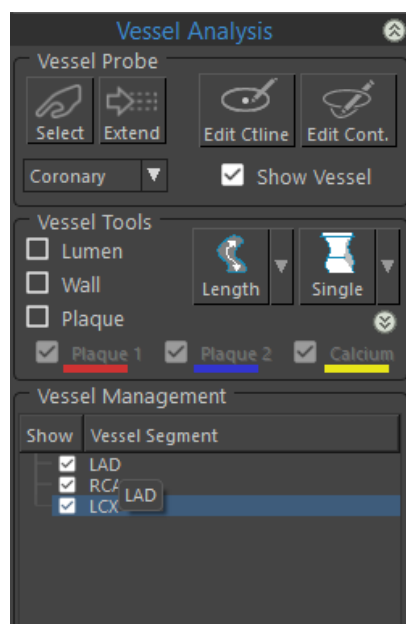 Vessel Analysis
Vessel Probe
Select Extend Edit Ctline Edit Cont.
Coronary Show Vessel
Vessel Tools
Lumen
Wall
Length Single
Plaque
Plaque 1 Plaque 2 Calcium
Vessel Management
Show Vessel Segment
LAD
RCA
LCX LAD